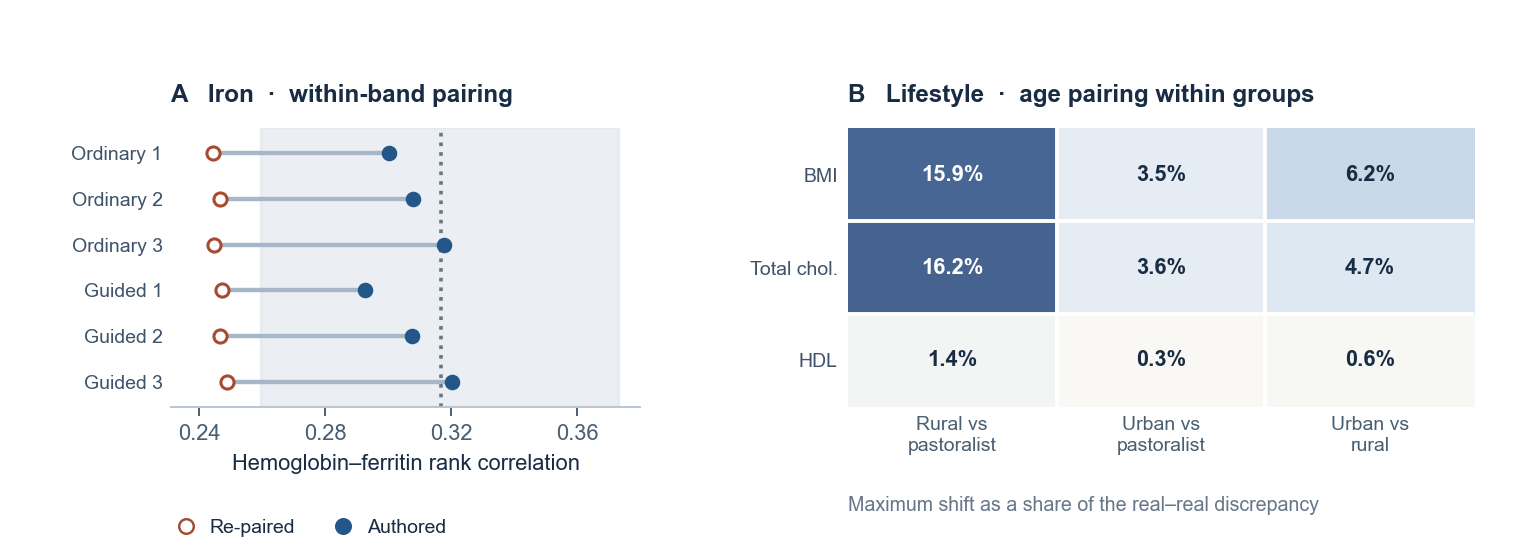 A Iron · within-band pairing
Ordinary 1
Ordinary 2
Ordinary 3
Guided 1
Guided 2
Guided 3
0.24 0.28 0.32 0.36
Hemoglobin–ferritin rank correlation
Re-paired Authored
B Lifestyle · age pairing within groups
BMI 15.9% 3.5% 6.2%
Total chol. 16.2% 3.6% 4.7%
HDL 1.4% 0.3% 0.6%
Rural vs Urban vs Urban vs
pastoralist pastoralist rural
Maximum shift as a share of the real–real discrepancy